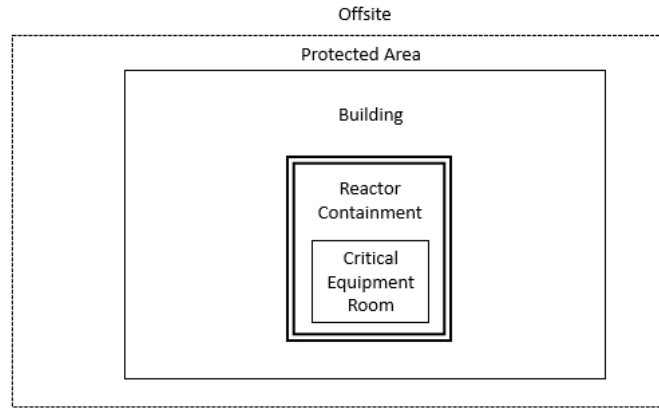 Offsite
Protected Area
Building
Reactor
Containment
Critical
Equipment
Room